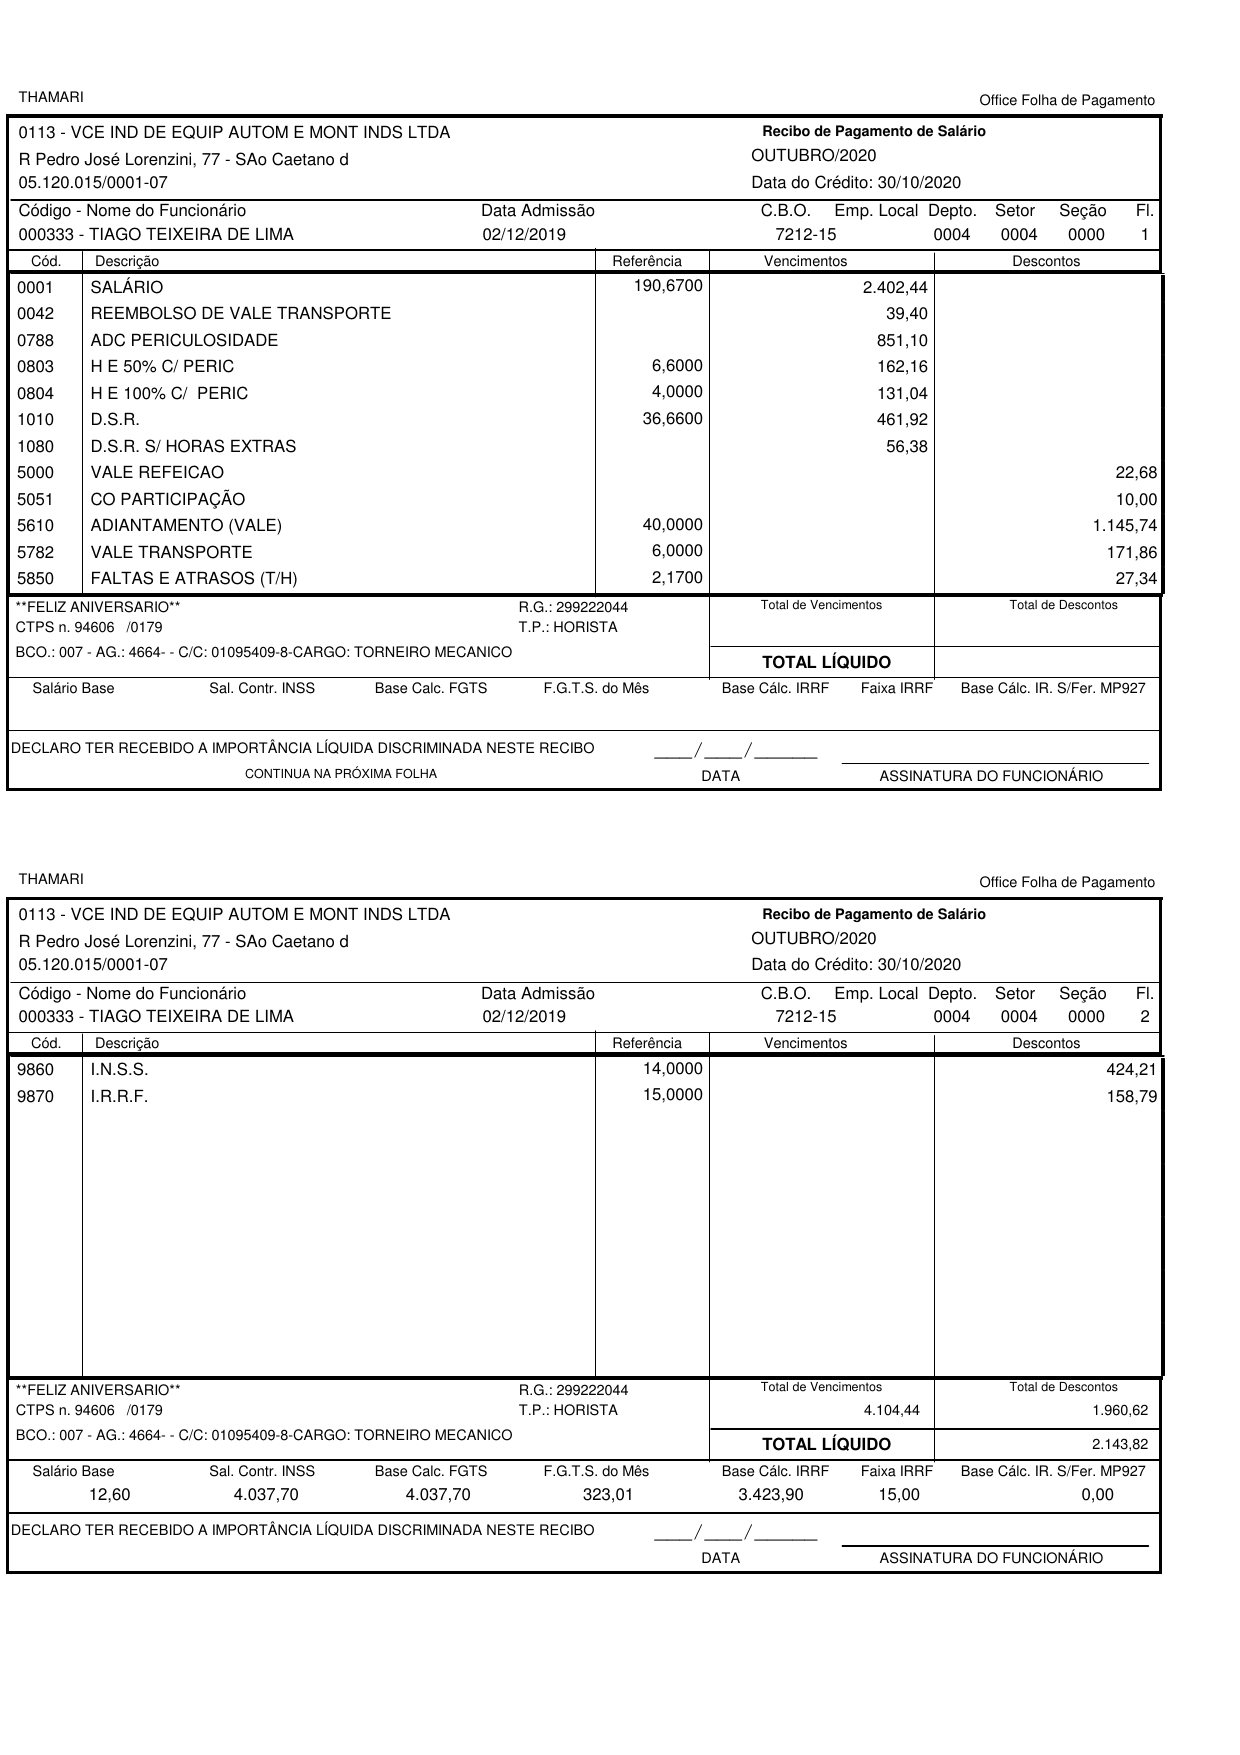 THAMARI
Office Folha de Pagamento
0113 - VCE IND DE EQUIP AUTOM E MONT INDS LTDA Recibo de Pagamento de Salário
R Pedro José Lorenzini, 77 - SAo Caetano d OUTUBRO/2020
05.120.015/0001-07 Data do Crédito: 30/10/2020
Código - Nome do Funcionário Data Admissão C.B.O. Emp. Local Depto. Setor Seção Fl.
000333 - TIAGO TEIXEIRA DE LIMA 02/12/2019 7212-15 0004 0004 0000 1
Cód. Descrição Referência Vencimentos Descontos
0001 SALÁRIO 190,6700 2.402,44
0042 REEMBOLSO DE VALE TRANSPORTE 39,40
0788 ADC PERICULOSIDADE 851,10
0803 H E 50% C/ PERIC 6,6000 162,16
0804 H E 100% C/  PERIC 4,0000 131,04
1010 D.S.R. 36,6600 461,92
1080 D.S.R. S/ HORAS EXTRAS 56,38
5000 VALE REFEICAO 22,68
5051 CO PARTICIPAÇÃO 10,00
5610 ADIANTAMENTO (VALE) 40,0000 1.145,74
5782 VALE TRANSPORTE 6,0000 171,86
5850 FALTAS E ATRASOS (T/H) 2,1700 27,34
**FELIZ ANIVERSARIO** R.G.: 299222044 Total de Vencimentos Total de Descontos
CTPS n. 94606 /0179 T.P.: HORISTA
BCO.: 007 - AG.: 4664- - C/C: 01095409-8-CARGO: TORNEIRO MECANICO
TOTAL LÍQUIDO
Salário Base Sal. Contr. INSS Base Calc. FGTS F.G.T.S. do Mês Base Cálc. IRRF Faixa IRRF Base Cálc. IR. S/Fer. MP927
DECLARO TER RECEBIDO A IMPORTÂNCIA LÍQUIDA DISCRIMINADA NESTE RECIBO ____/____/______
CONTINUA NA PRÓXIMA FOLHA DATA ASSINATURA DO FUNCIONÁRIO
THAMARI
Office Folha de Pagamento
0113 - VCE IND DE EQUIP AUTOM E MONT INDS LTDA Recibo de Pagamento de Salário
R Pedro José Lorenzini, 77 - SAo Caetano d OUTUBRO/2020
05.120.015/0001-07 Data do Crédito: 30/10/2020
Código - Nome do Funcionário Data Admissão C.B.O. Emp. Local Depto. Setor Seção Fl.
000333 - TIAGO TEIXEIRA DE LIMA 02/12/2019 7212-15 0004 0004 0000 2
Cód. Descrição Referência Vencimentos Descontos
9860 I.N.S.S. 14,0000 424,21
9870 I.R.R.F. 15,0000 158,79
**FELIZ ANIVERSARIO** R.G.: 299222044 Total de Vencimentos Total de Descontos
CTPS n. 94606 /0179 T.P.: HORISTA 4.104,44 1.960,62
BCO.: 007 - AG.: 4664- - C/C: 01095409-8-CARGO: TORNEIRO MECANICO
TOTAL LÍQUIDO 2.143,82
Salário Base Sal. Contr. INSS Base Calc. FGTS F.G.T.S. do Mês Base Cálc. IRRF Faixa IRRF Base Cálc. IR. S/Fer. MP927
12,60 4.037,70 4.037,70 323,01 3.423,90 15,00 0,00
DECLARO TER RECEBIDO A IMPORTÂNCIA LÍQUIDA DISCRIMINADA NESTE RECIBO ____/____/______
DATA ASSINATURA DO FUNCIONÁRIO